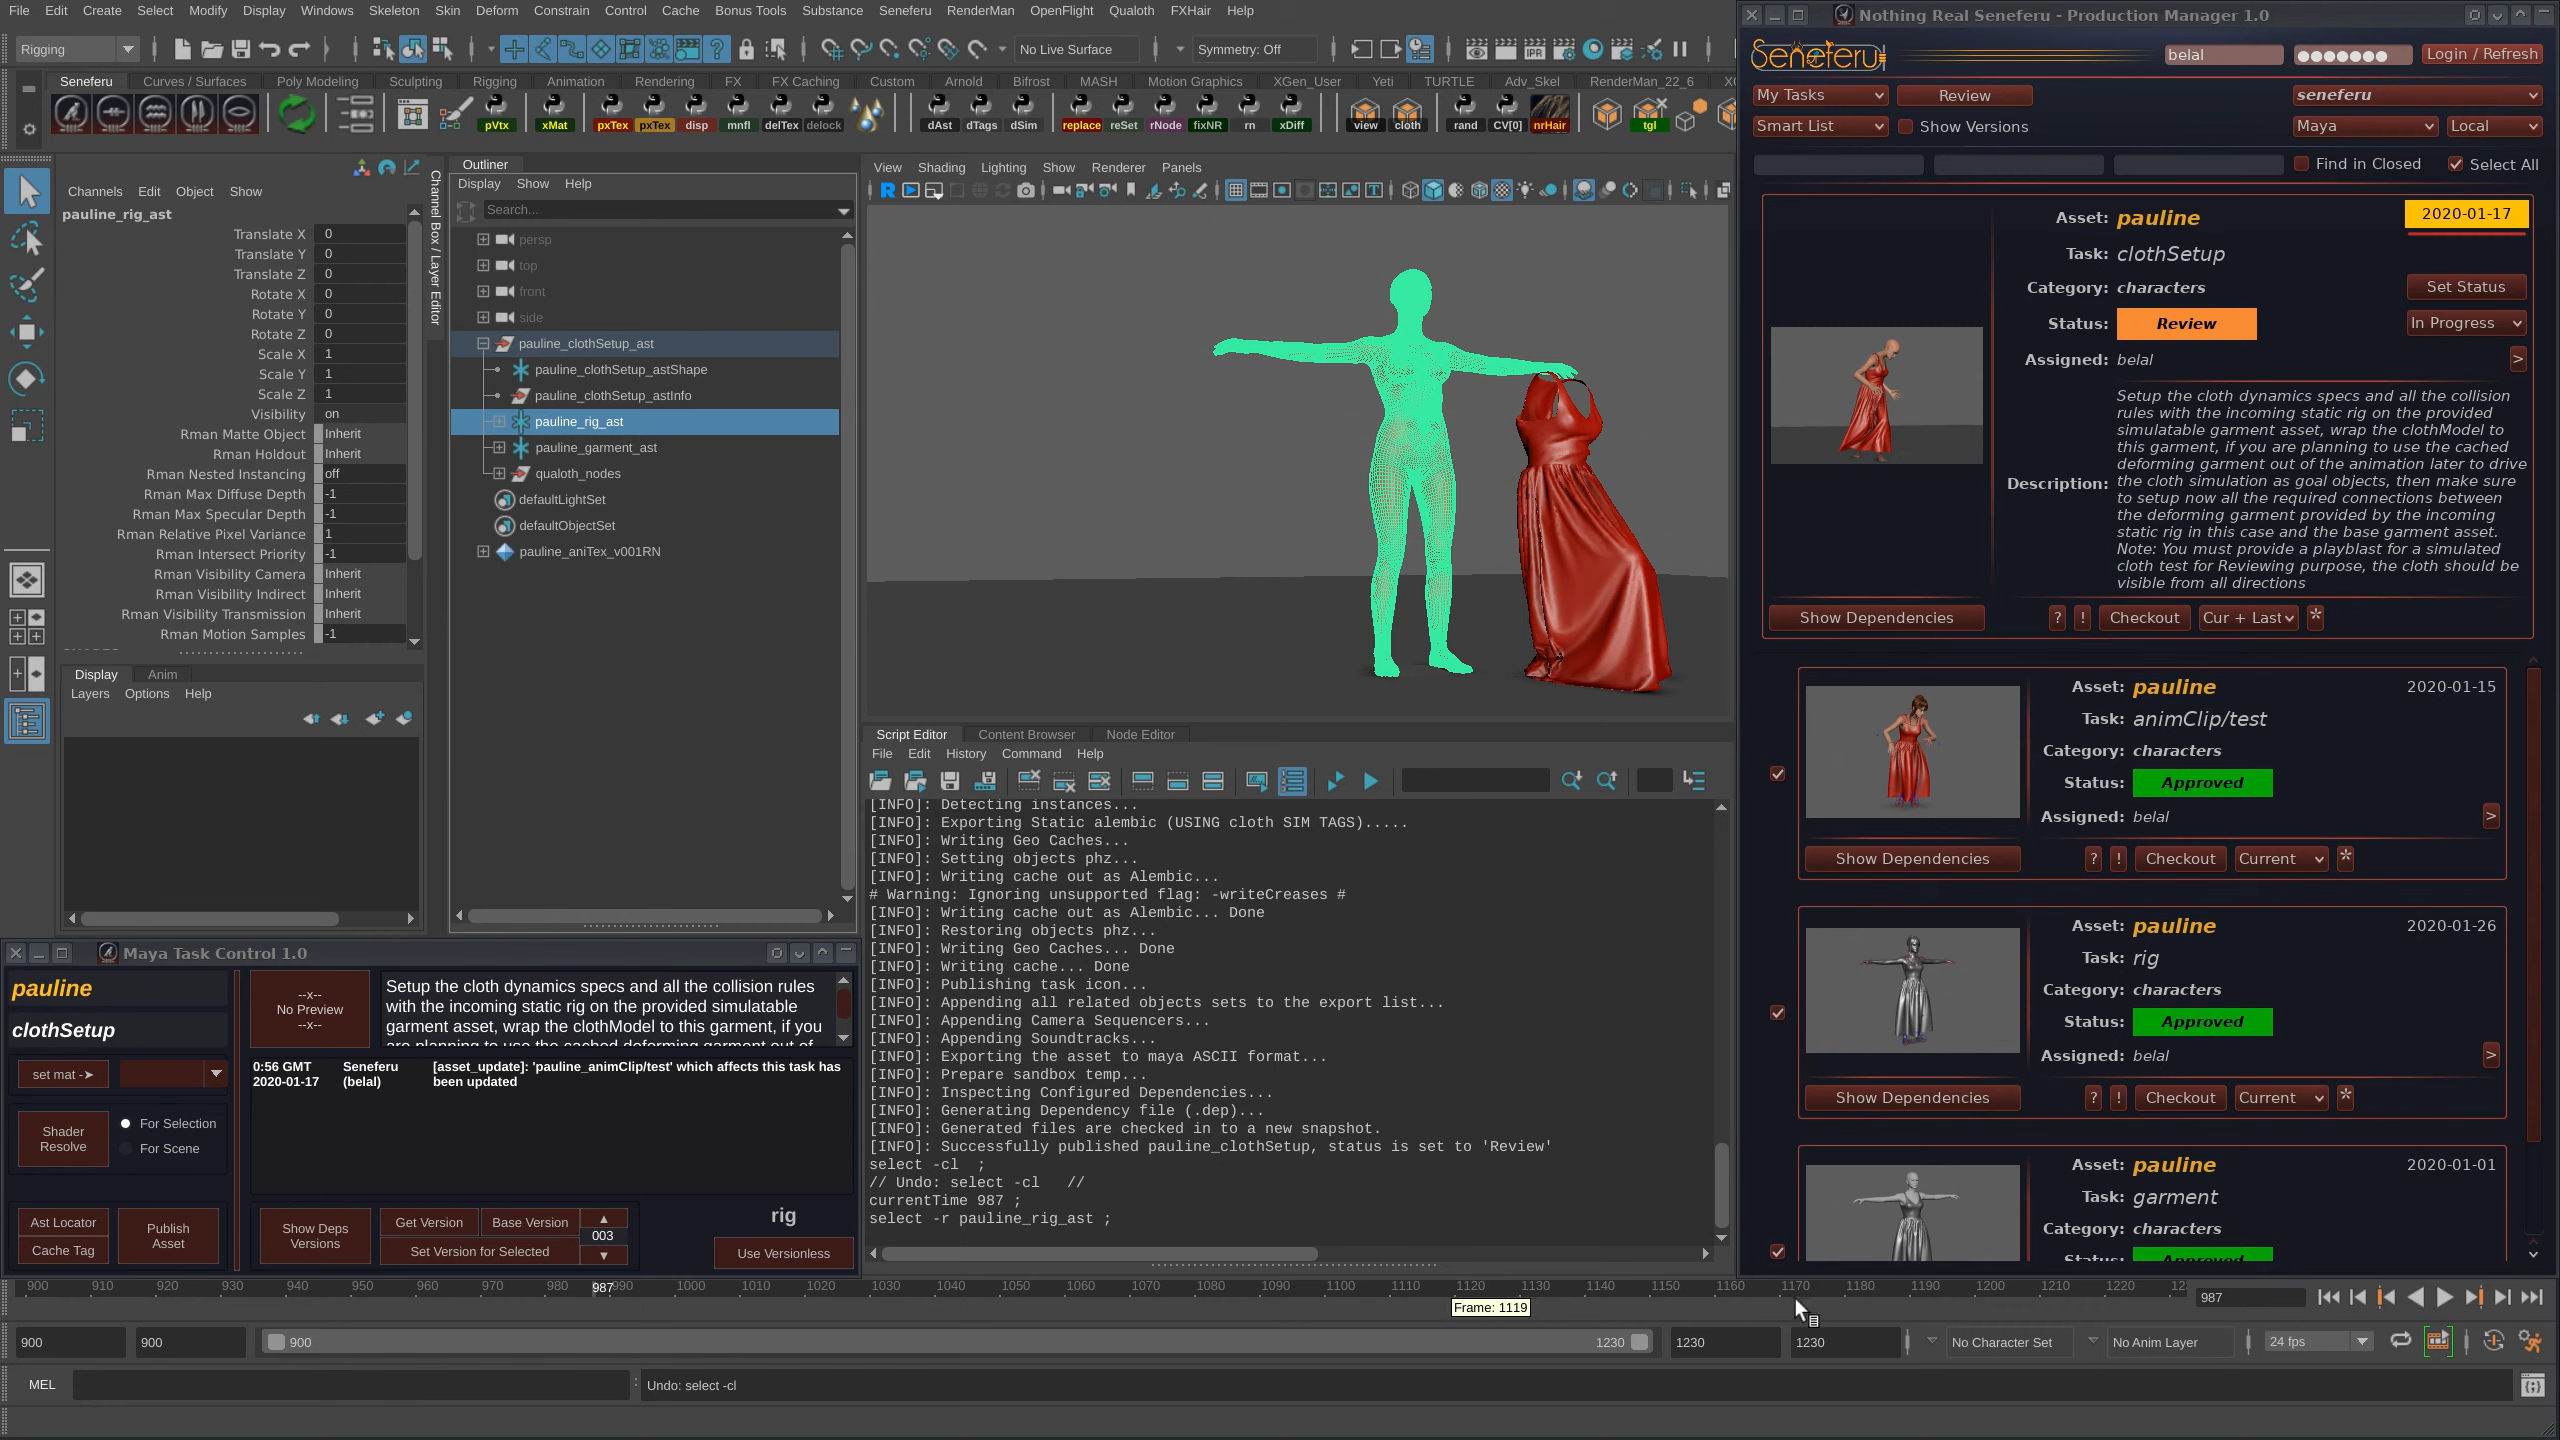 File Edit Create Select Modify Display Windows Skeleton Skin Deform Constrain Control Cache Bonus Tools Substance Seneferu RenderMan OpenFlight Qualoth FXHair Help
Rigging
No Live Surface
Symmetry: Off
Seneferu Curves / Surfaces Poly Modeling Sculpting Rigging Animation Rendering FX FX Caching Custom Arnold Bifrost MASH Motion Graphics XGen_User Yeti TURTLE Adv_Skel RenderMan_22_6
pVtx xMat pxTex pxTex disp mnfl delTex delock dAst dTags dSim replace reSet rNode fixNR rn xDiff view cloth rand CV[0] nrHair tgl
Channels Edit Object Show
pauline_rig_ast
Translate X 0
Translate Y 0
Translate Z 0
Rotate X 0
Rotate Y 0
Rotate Z 0
Scale X 1
Scale Y 1
Scale Z 1
Visibility on
Rman Matte Object Inherit
Rman Holdout Inherit
Rman Nested Instancing off
Rman Max Diffuse Depth -1
Rman Max Specular Depth -1
Rman Relative Pixel Variance 1
Rman Intersect Priority -1
Rman Visibility Camera Inherit
Rman Visibility Indirect Inherit
Rman Visibility Transmission Inherit
Rman Motion Samples -1
Channel Box / Layer Editor
Display Anim
Layers Options Help
Outliner
Display Show Help
Search...
persp
top
front
side
pauline_clothSetup_ast
pauline_clothSetup_astShape
pauline_clothSetup_astInfo
pauline_rig_ast
pauline_garment_ast
qualoth_nodes
defaultLightSet
defaultObjectSet
pauline_aniTex_v001RN
View Shading Lighting Show Renderer Panels
Script Editor Content Browser Node Editor
File Edit History Command Help
[INFO]: Detecting instances...
[INFO]: Exporting Static alembic (USING cloth SIM TAGS).....
[INFO]: Writing Geo Caches...
[INFO]: Setting objects phz...
[INFO]: Writing cache out as Alembic...
# Warning: Ignoring unsupported flag: -writeCreases #
[INFO]: Writing cache out as Alembic... Done
[INFO]: Restoring objects phz...
[INFO]: Writing Geo Caches... Done
[INFO]: Writing cache... Done
[INFO]: Publishing task icon...
[INFO]: Appending all related objects sets to the export list...
[INFO]: Appending Camera Sequencers...
[INFO]: Appending Soundtracks...
[INFO]: Exporting the asset to maya ASCII format...
[INFO]: Prepare sandbox temp...
[INFO]: Inspecting Configured Dependencies...
[INFO]: Generating Dependency file (.dep)...
[INFO]: Generated files are checked in to a new snapshot.
[INFO]: Successfully published pauline_clothSetup, status is set to 'Review'
select -cl  ;
// Undo: select -cl   //
currentTime 987 ;
select -r pauline_rig_ast ;
Maya Task Control 1.0
pauline
clothSetup
set mat ->
Shader Resolve
For Selection
For Scene
Ast Locator
Cache Tag
Publish Asset
--x--
No Preview
--x--
Setup the cloth dynamics specs and all the collision rules
with the incoming static rig on the provided simulatable
garment asset, wrap the clothModel to this garment, if you
are planning to use the cached deforming garment out of
0:56 GMT Seneferu [asset_update]: 'pauline_animClip/test' which affects this task has
2020-01-17 (belal) been updated
Show Deps Versions
Get Version Base Version
Set Version for Selected
003
rig
Use Versionless
Nothing Real Seneferu - Production Manager 1.0
Seneferu
belal
Login / Refresh
My Tasks Review seneferu
Smart List Show Versions Maya Local
Find in Closed Select All
Asset: pauline 2020-01-17
Task: clothSetup
Category: characters Set Status
Status: Review In Progress
Assigned: belal >
Description:
Setup the cloth dynamics specs and all the collision
rules with the incoming static rig on the provided
simulatable garment asset, wrap the clothModel to
this garment, if you are planning to use the cached
deforming garment out of the animation later to drive
the cloth simulation as goal objects, then make sure
to setup now all the required connections between
the deforming garment provided by the incoming
static rig in this case and the base garment asset.
Note: You must provide a playblast for a simulated
cloth test for Reviewing purpose, the cloth should be
visible from all directions
Show Dependencies ? ! Checkout Cur + Last *
Asset: pauline 2020-01-15
Task: animClip/test
Category: characters
Status: Approved
Assigned: belal >
Show Dependencies ? ! Checkout Current *
Asset: pauline 2020-01-26
Task: rig
Category: characters
Status: Approved
Assigned: belal >
Show Dependencies ? ! Checkout Current *
Asset: pauline 2020-01-01
Task: garment
Category: characters
Status: Approved
900 910 920 930 940 950 960 970 980 987 990 1000 1010 1020 1030 1040 1050 1060 1070 1080 1090 1100 1110 1120 1130 1140 1150 1160 1170 1180 1190 1200 1210 1220
987
Frame: 1119
900 900 900 1230 1230 1230 No Character Set No Anim Layer 24 fps
MEL
Undo: select -cl